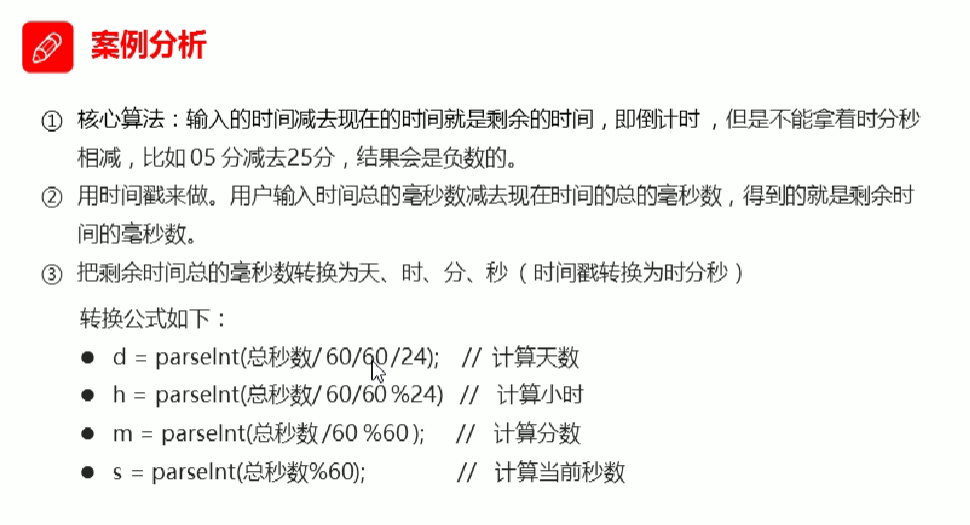 案例分析
① 核心算法：输入的时间减去现在的时间就是剩余的时间，即倒计时 ，但是不能拿着时分秒
相减，比如 05 分减去25分，结果会是负数的。
② 用时间戳来做。用户输入时间总的毫秒数减去现在时间的总的毫秒数，得到的就是剩余时
间的毫秒数。
③ 把剩余时间总的毫秒数转换为天、时、分、秒 （ 时间戳转换为时分秒 ）
转换公式如下：
● d = parseInt(总秒数/ 60/60 /24); // 计算天数
● h = parseInt(总秒数/ 60/60 %24) // 计算小时
● m = parseInt(总秒数 /60 %60 ); // 计算分数
● s = parseInt(总秒数%60); // 计算当前秒数